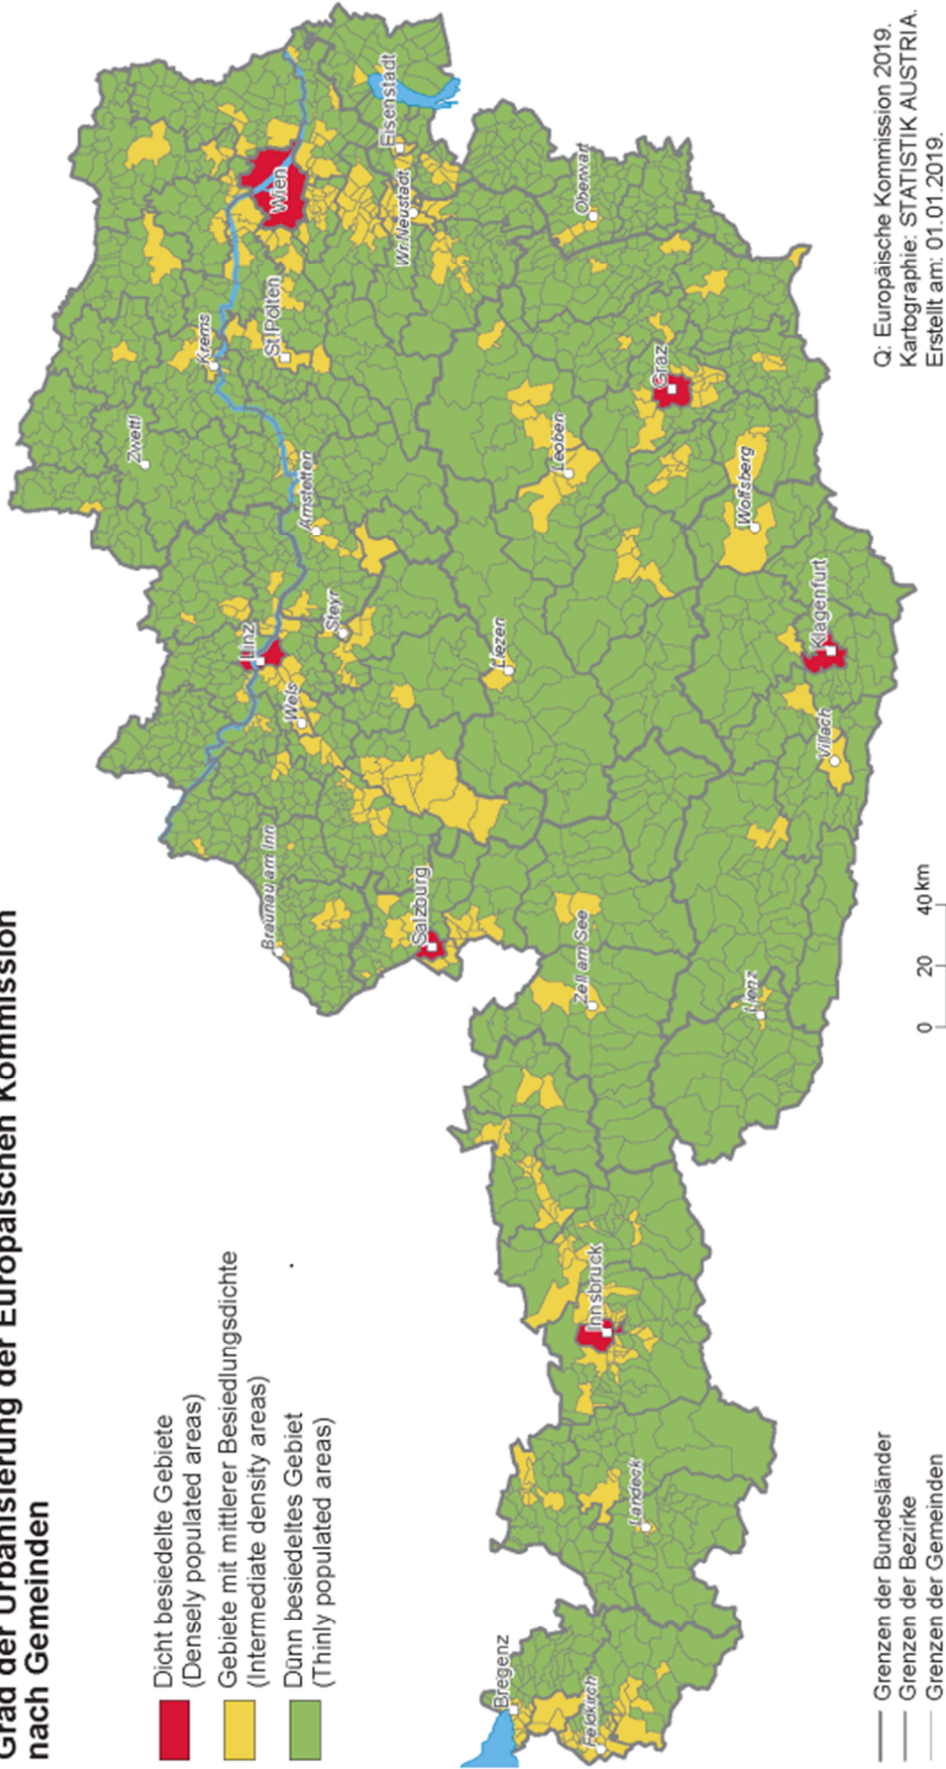 Grad der Urbanisierung der Europäischen Kommission
nach Gemeinden
Dicht besiedelte Gebiete
(Densely populated areas)
Gebiete mit mittlerer Besiedlungsdichte
(Intermediate density areas)
Dunn besiedeltes Gebiet
(Thinly populated areas)
Zwettl
Krems
Wien
St.Pölten
Linz
Amstetten
Wels
Steyr
Braunau am Inn
Eisenstadt
Wr.Neustadt
Salzburg
Liezen
Leoben
Oberwart
Bregenz
Zell am See
Innsbruck
Feldkirch
Landeck
Graz
Lienz
Wolfsberg
Villach
Klagenfurt
Grenzen der Bundesländer
Grenzen der Bezirke
Grenzen der Gemeinden
0 20 40 km
Q: Europäische Kommission 2019.
Kartographie: STATISTIK AUSTRIA.
Erstellt am: 01.01.2019.